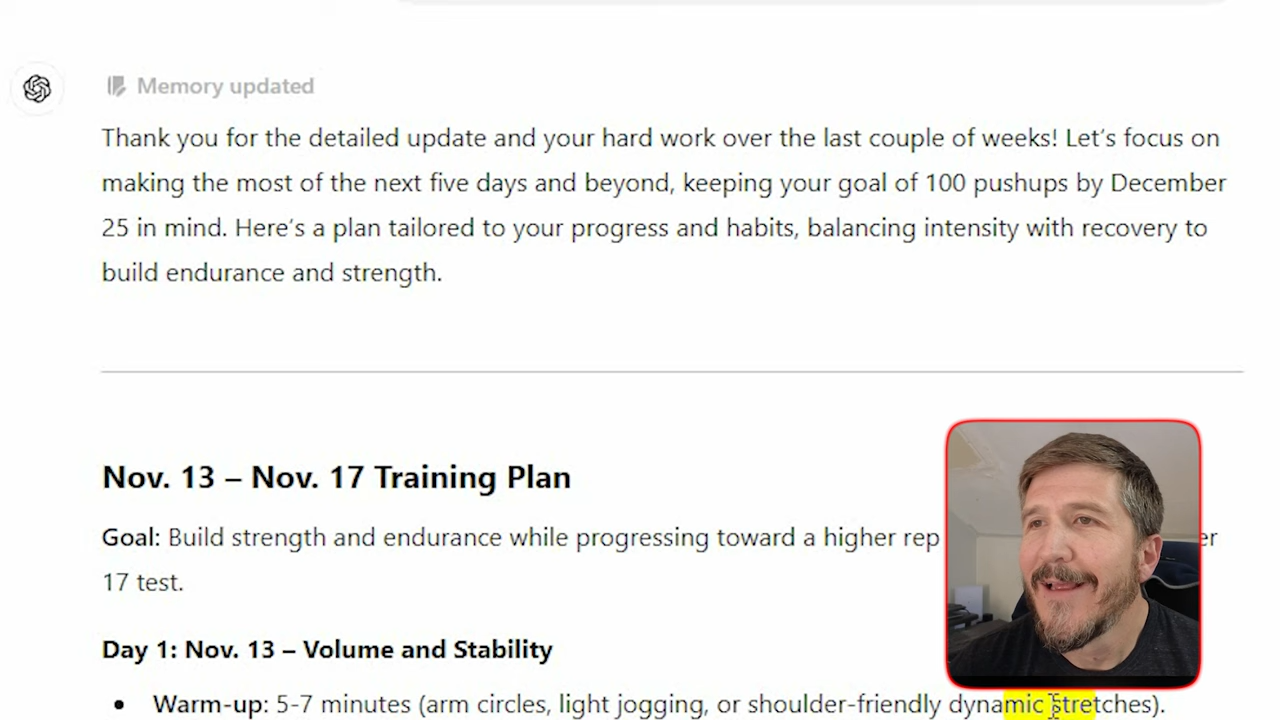 Memory updated
Thank you for the detailed update and your hard work over the last couple of weeks! Let’s focus on
making the most of the next five days and beyond, keeping your goal of 100 pushups by December
25 in mind. Here’s a plan tailored to your progress and habits, balancing intensity with recovery to
build endurance and strength.
Nov. 13 – Nov. 17 Training Plan
Goal: Build strength and endurance while progressing toward a higher rep
17 test.
Day 1: Nov. 13 – Volume and Stability
• Warm-up: 5-7 minutes (arm circles, light jogging, or shoulder-friendly dynamic stretches).